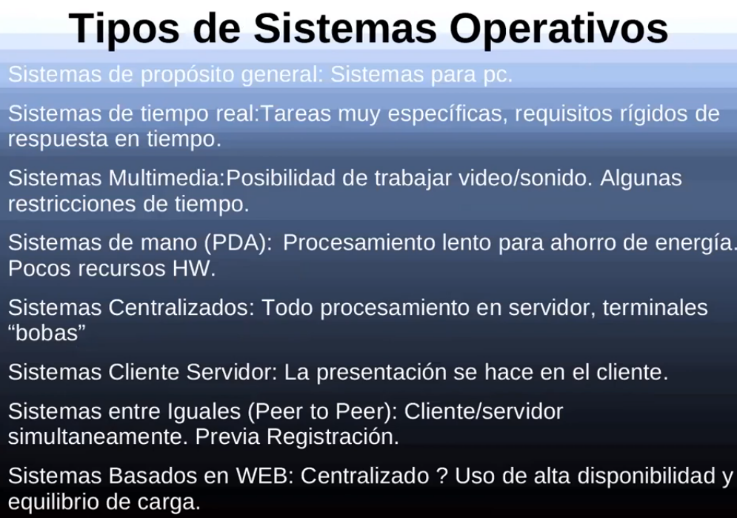 Tipos de Sistemas Operativos
Sistemas de propósito general: Sistemas para pc.
Sistemas de tiempo real:Tareas muy específicas, requisitos rígidos de
respuesta en tiempo.
Sistemas Multimedia:Posibilidad de trabajar video/sonido. Algunas
restricciones de tiempo.
Sistemas de mano (PDA): Procesamiento lento para ahorro de energía.
Pocos recursos HW.
Sistemas Centralizados: Todo procesamiento en servidor, terminales
“bobas”
Sistemas Cliente Servidor: La presentación se hace en el cliente.
Sistemas entre Iguales (Peer to Peer): Cliente/servidor
simultaneamente. Previa Registración.
Sistemas Basados en WEB: Centralizado ? Uso de alta disponibilidad y
equilibrio de carga.